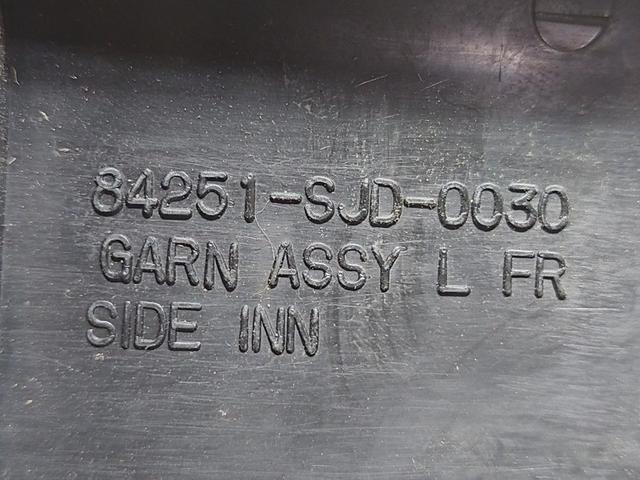 84251-SJD-0030
GARN ASSY L FR
SIDE INN